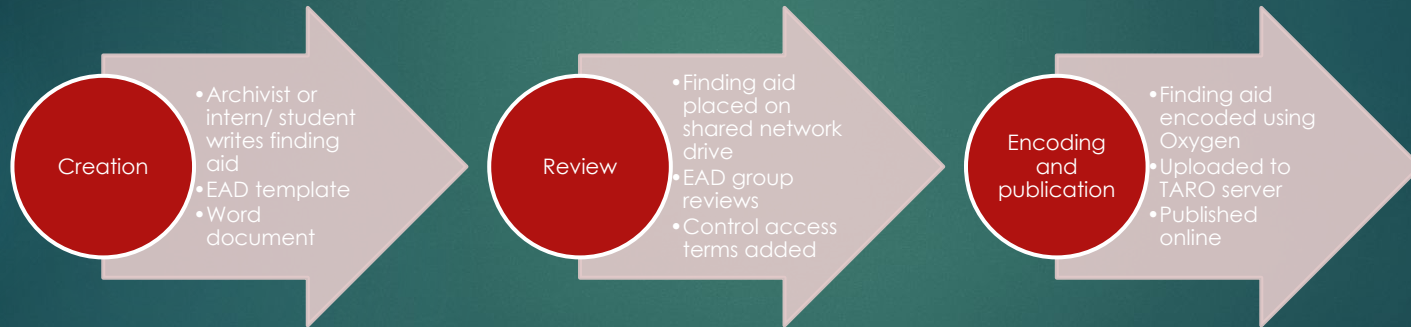 Creation
•Archivist or
intern/ student
writes finding
aid
•EAD template
•Word
document
Review
•Finding aid
placed on
shared network
drive
•EAD group
reviews
•Control access
terms added
Encoding
and
publication
•Finding aid
encoded using
Oxygen
•Uploaded to
TARO server
•Published
online